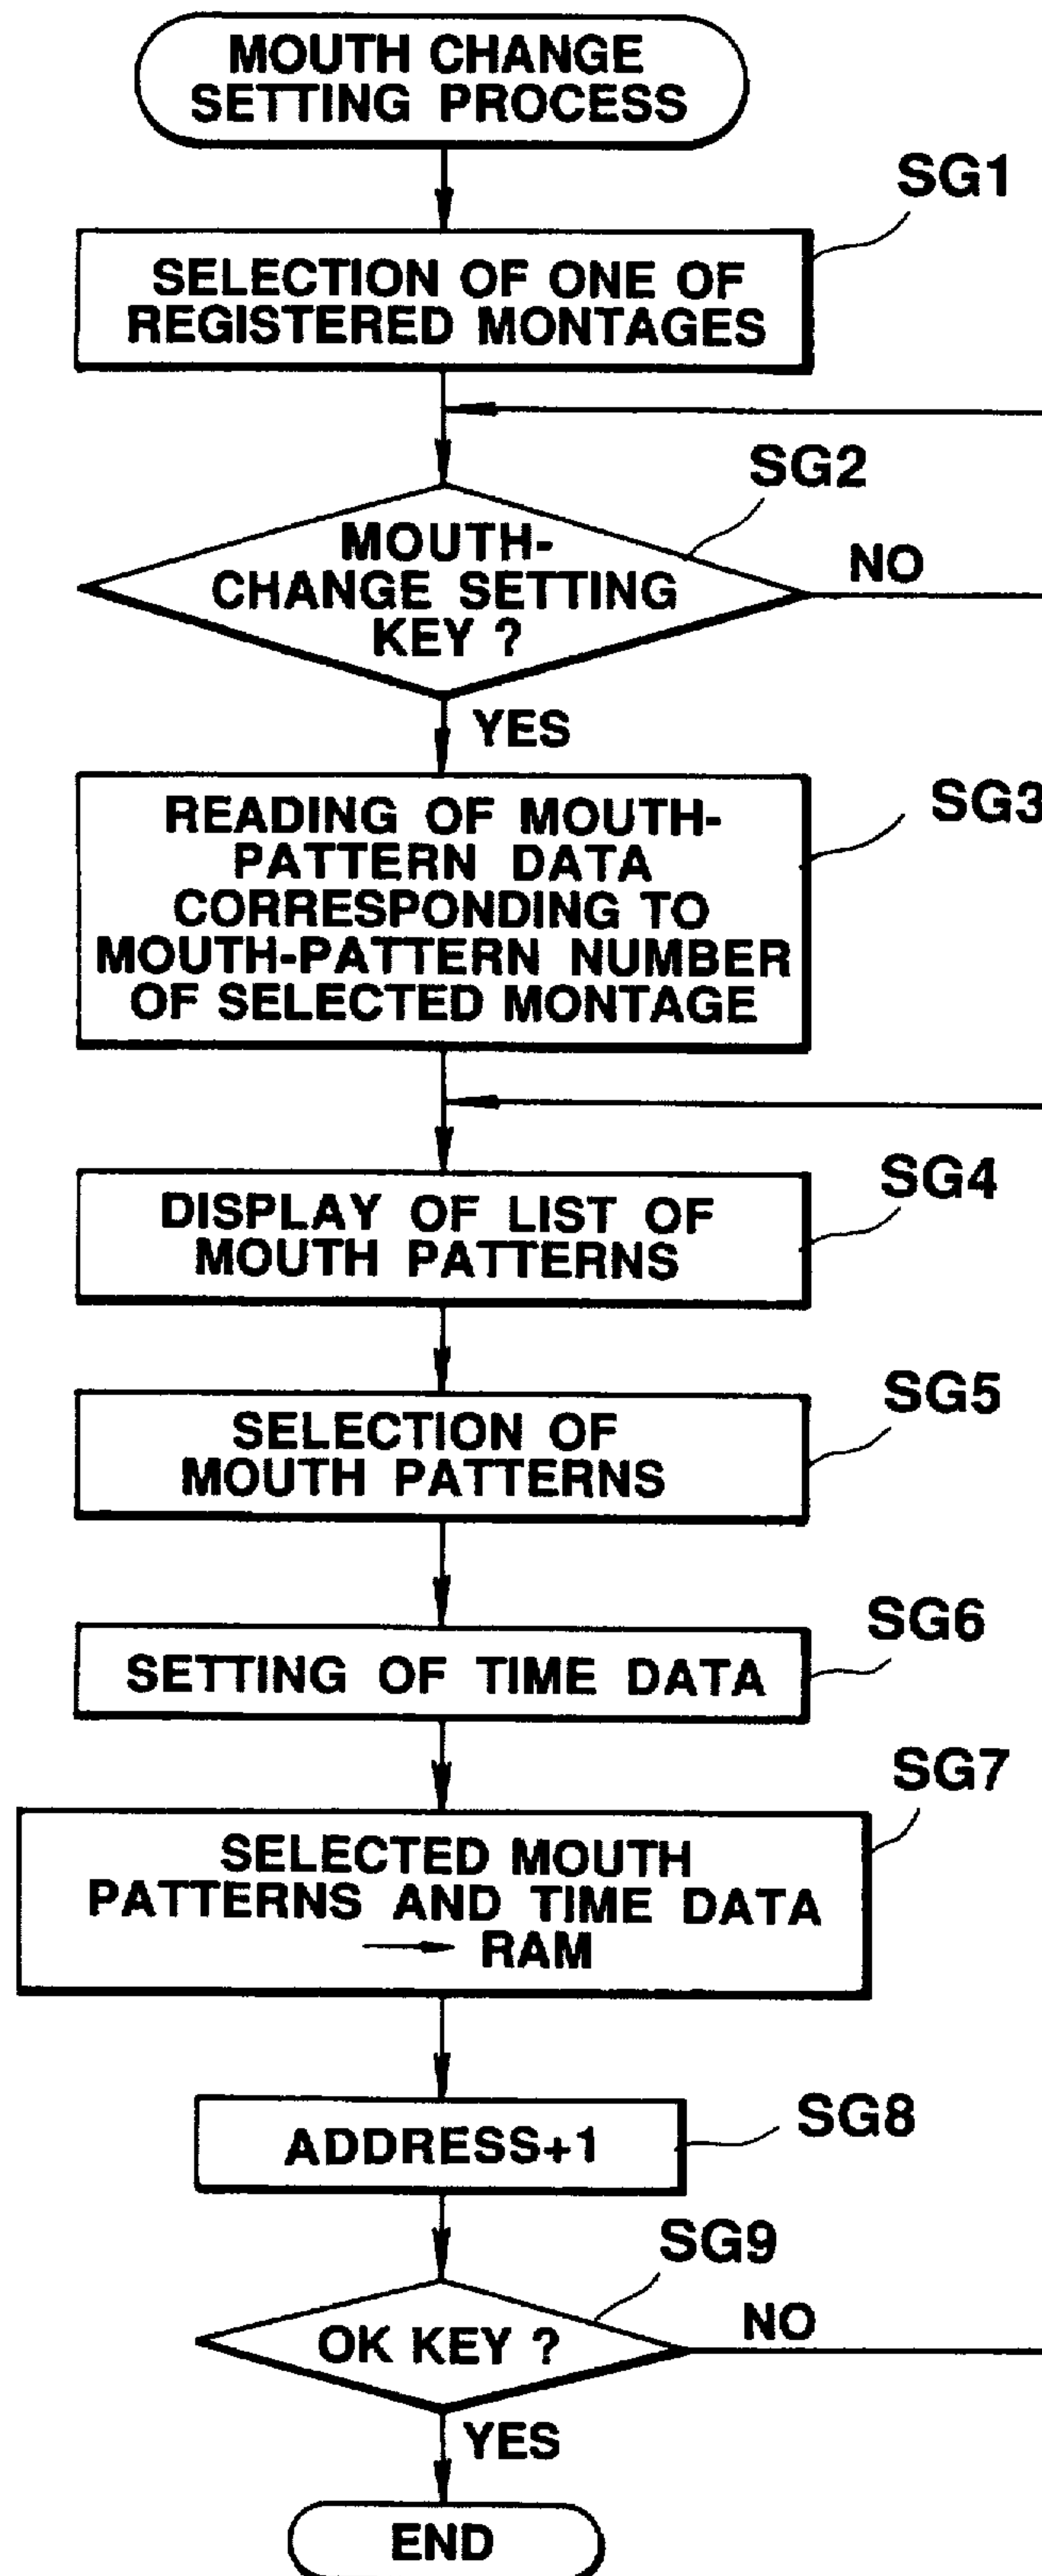 MOUTH CHANGE
SETTING PROCESS
SG1
SELECTION OF ONE OF
REGISTERED MONTAGES
SG2
MOUTH-
CHANGE SETTING
KEY ?
NO
YES
SG3
READING OF MOUTH-
PATTERN DATA
CORRESPONDING TO
MOUTH-PATTERN NUMBER
OF SELECTED MONTAGE
SG4
DISPLAY OF LIST OF
MOUTH PATTERNS
SG5
SELECTION OF
MOUTH PATTERNS
SG6
SETTING OF TIME DATA
SG7
SELECTED MOUTH
PATTERNS AND TIME DATA
→ RAM
SG8
ADDRESS+1
SG9
OK KEY ?
NO
YES
END